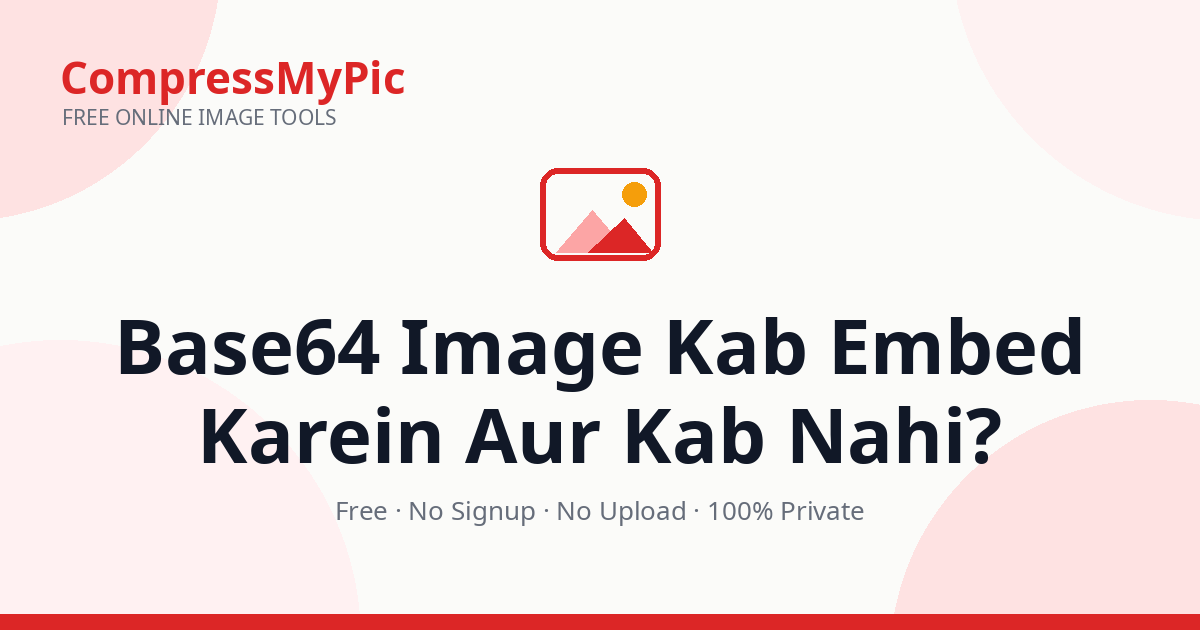 CompressMyPic
FREE ONLINE IMAGE TOOLS
Base64 Image Kab Embed
Karein Aur Kab Nahi?
Free · No Signup · No Upload · 100% Private